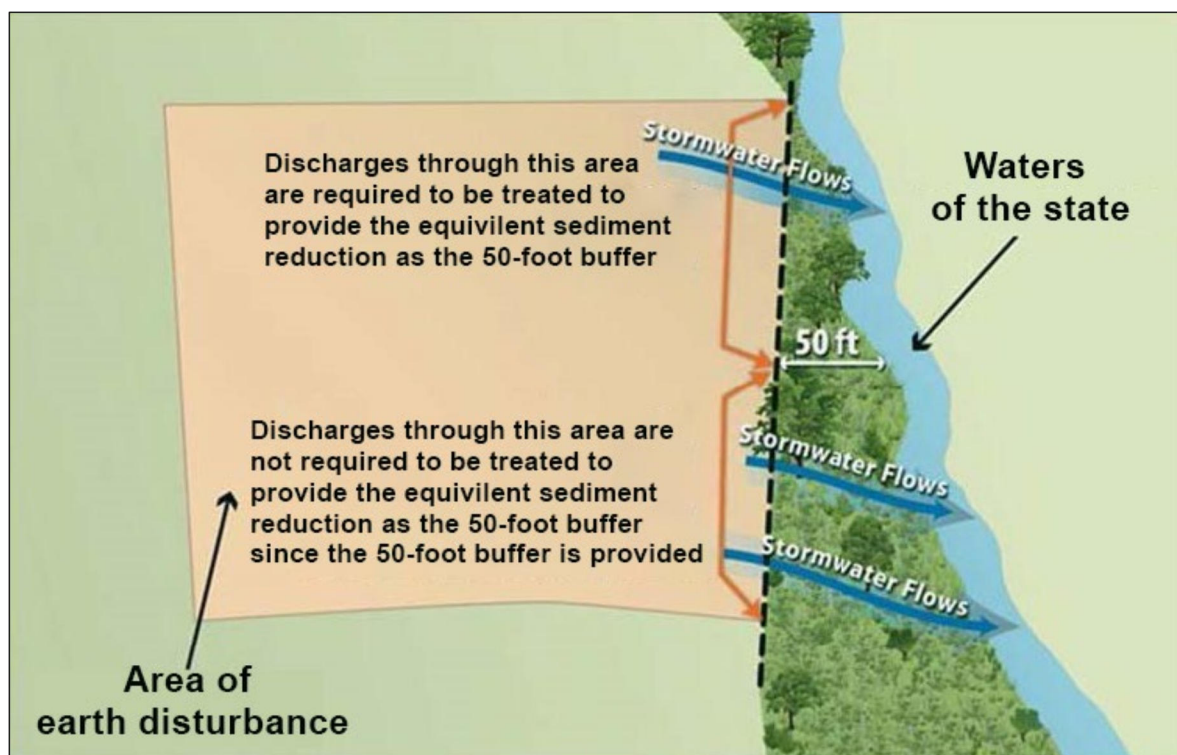 Stormwater Flows
Discharges through this area
are required to be treated to
provide the equivilent sediment
reduction as the 50-foot buffer
Waters
of the state
50 ft
Discharges through this area are
not required to be treated to
provide the equivilent sediment
reduction as the 50-foot buffer
since the 50-foot buffer is provided
Stormwater Flows
Stormwater Flows
Area of
earth disturbance